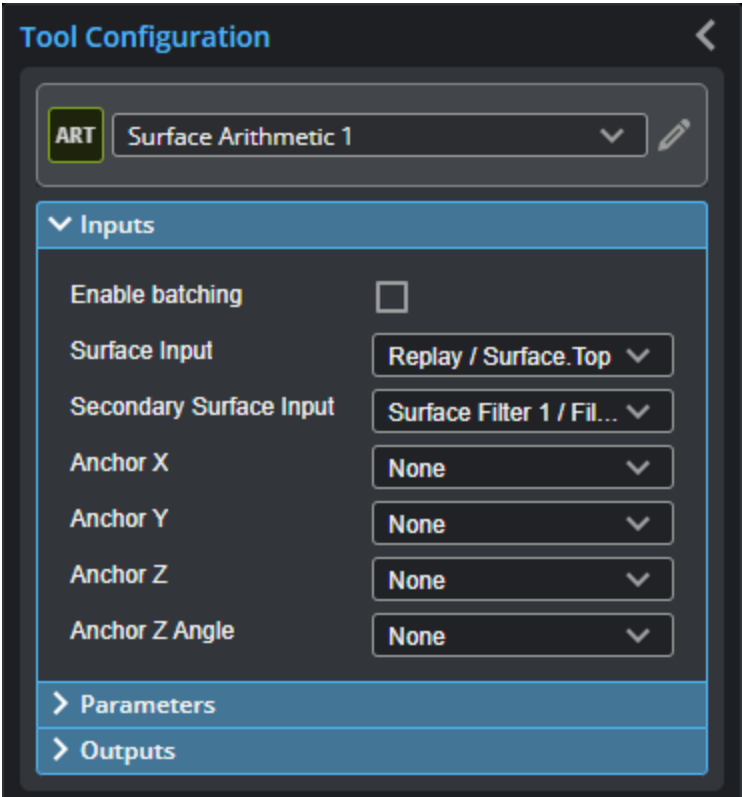 Tool Configuration
ART Surface Arithmetic 1
Inputs
Enable batching
Surface Input Replay / Surface.Top
Secondary Surface Input Surface Filter 1 / Fil...
Anchor X None
Anchor Y None
Anchor Z None
Anchor Z Angle None
Parameters
Outputs